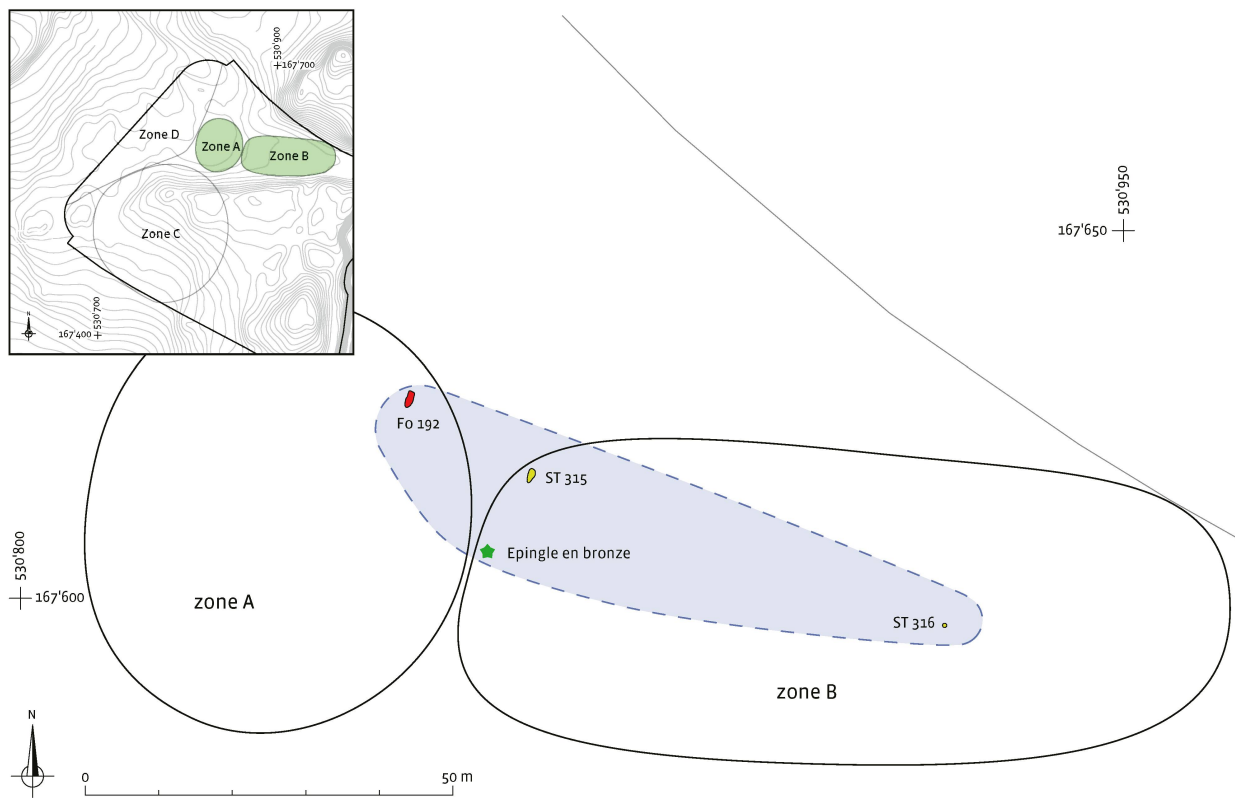 530'900
167'700
Zone D
Zone A
Zone B
Zone C
N
167'400
530'700
530'950
167'650
Fo 192
ST 315
Epingle en bronze
530'800
167'600
zone A
ST 316
zone B
N
0
50 m